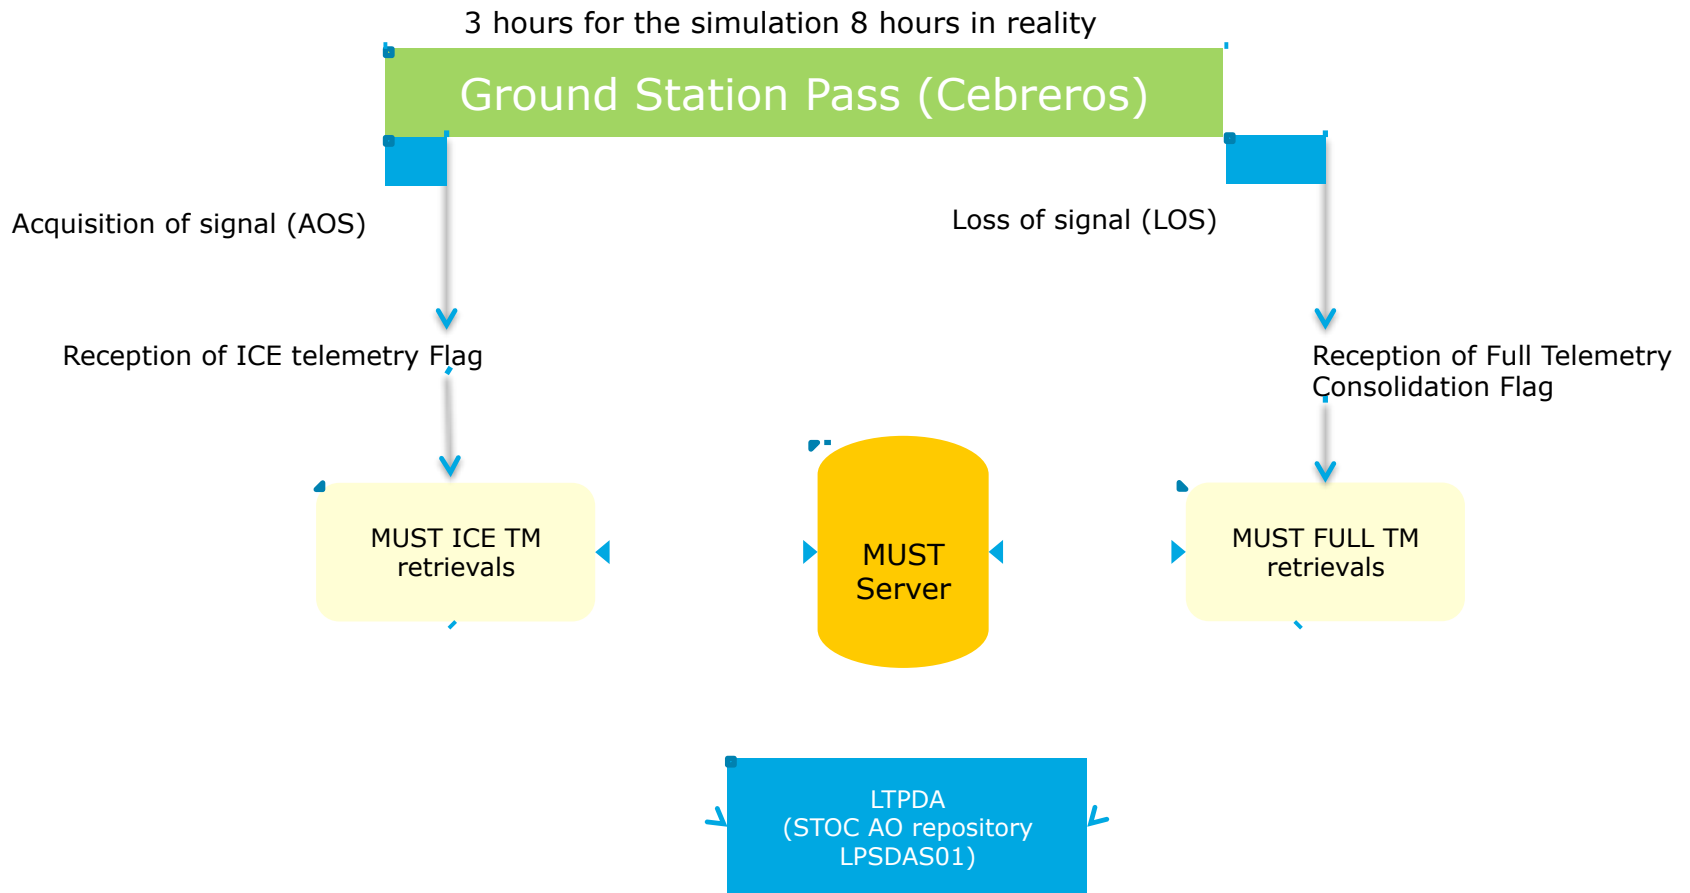 3 hours for the simulation 8 hours in reality
Ground Station Pass (Cebreros)
Acquisition of signal (AOS)
Loss of signal (LOS)
Reception of ICE telemetry Flag
Reception of Full Telemetry
Consolidation Flag
MUST ICE TM
retrievals
MUST
Server
MUST FULL TM
retrievals
LTPDA
(STOC AO repository
LPSDAS01)